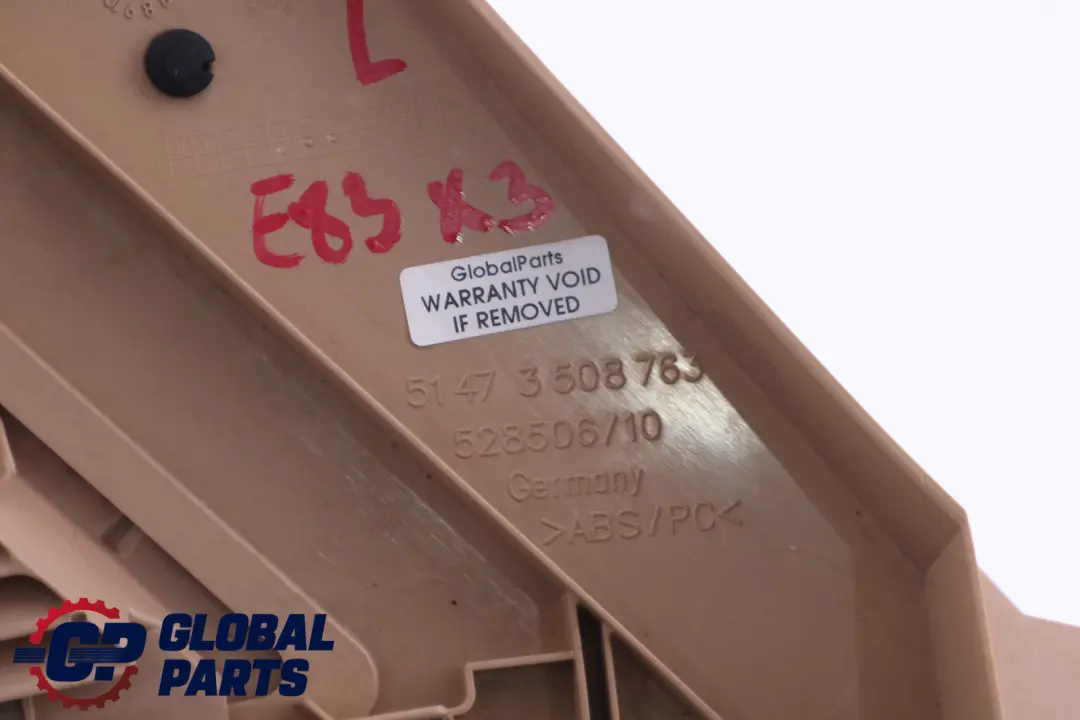 L
E83 X3
GlobalParts
WARRANTY VOID
IF REMOVED
51 47 3 508 763
528506/10
Germany
>ABS/PC<
GP GLOBAL
PARTS